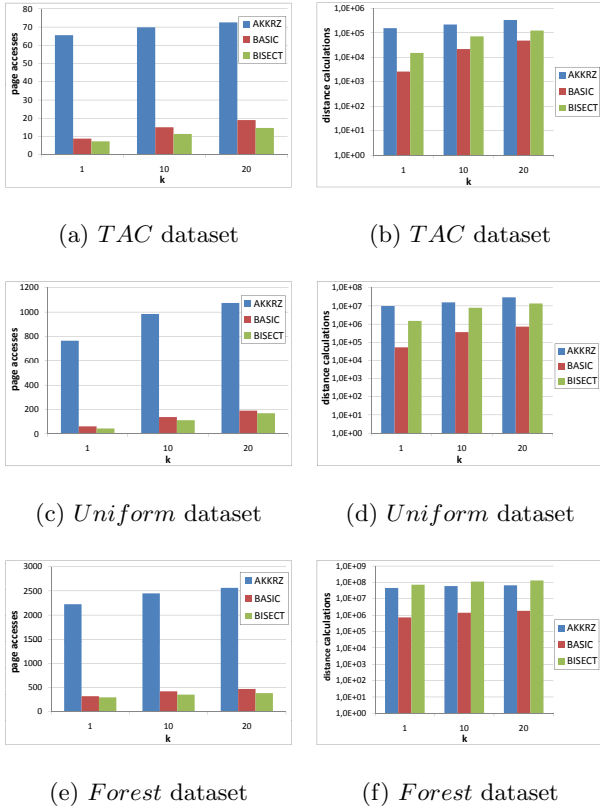 80
70
60
50
40
30
20
10
0
page accesses
1
10
20
k
AKKRZ
BASIC
BISECT
1,0E+06
1,0E+05
1,0E+04
1,0E+03
1,0E+02
1,0E+01
1,0E+00
distance calculations
1
10
20
k
AKKRZ
BASIC
BISECT
(a) TAC dataset
(b) TAC dataset
1200
1000
800
600
400
200
0
page accesses
1
10
20
k
AKKRZ
BASIC
BISECT
1,0E+08
1,0E+07
1,0E+06
1,0E+05
1,0E+04
1,0E+03
1,0E+02
1,0E+01
1,0E+00
distance calculations
1
10
20
k
AKKRZ
BASIC
BISECT
(c) Uniform dataset
(d) Uniform dataset
3000
2500
2000
1500
1000
500
0
page accesses
1
10
20
k
AKKRZ
BASIC
BISECT
1,0E+09
1,0E+08
1,0E+07
1,0E+06
1,0E+05
1,0E+04
1,0E+03
1,0E+02
1,0E+01
1,0E+00
distance calculations
1
10
20
k
AKKRZ
BASIC
BISECT
(e) Forest dataset
(f) Forest dataset